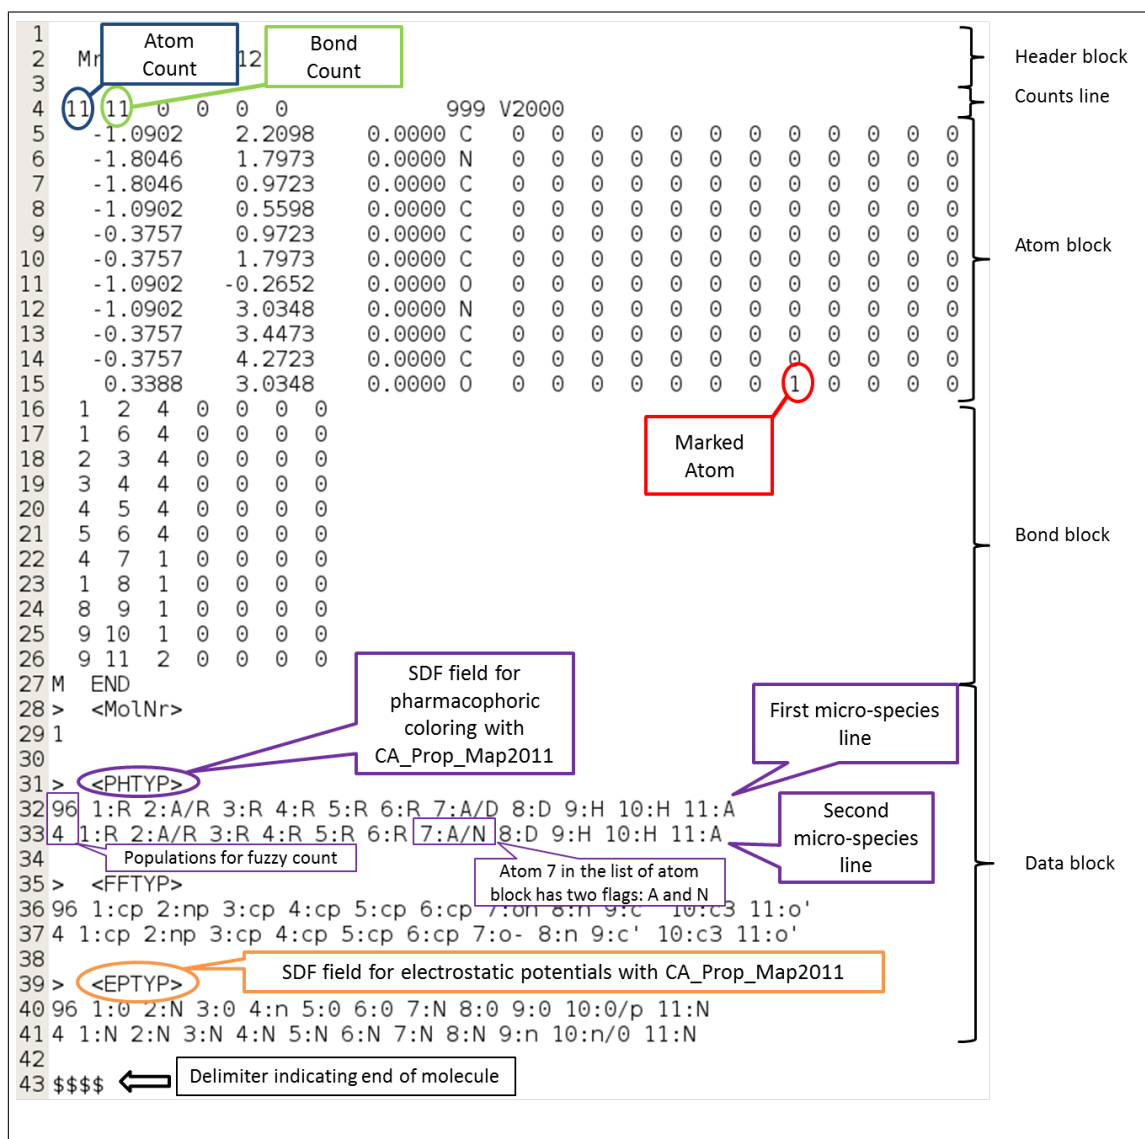 1
2 Mr 12
3
4 11 11 0 0 0 0 999 V2000
5 -1.0902 2.2098 0.0000 C 0 0 0 0 0 0 0 0 0 0 0 0
6 -1.8046 1.7973 0.0000 N 0 0 0 0 0 0 0 0 0 0 0 0
7 -1.8046 0.9723 0.0000 C 0 0 0 0 0 0 0 0 0 0 0 0
8 -1.0902 0.5598 0.0000 C 0 0 0 0 0 0 0 0 0 0 0 0
9 -0.3757 0.9723 0.0000 C 0 0 0 0 0 0 0 0 0 0 0 0
10 -0.3757 1.7973 0.0000 C 0 0 0 0 0 0 0 0 0 0 0 0
11 -1.0902 -0.2652 0.0000 O 0 0 0 0 0 0 0 0 0 0 0 0
12 -1.0902 3.0348 0.0000 N 0 0 0 0 0 0 0 0 0 0 0 0
13 -0.3757 3.4473 0.0000 C 0 0 0 0 0 0 0 0 0 0 0 0
14 -0.3757 4.2723 0.0000 C 0 0 0 0 0 0 0 0 0 0 0 0
15 0.3388 3.0348 0.0000 O 0 0 0 0 0 0 0 1 0 0 0 0
16 1 2 4 0 0 0 0
17 1 6 4 0 0 0 0
18 2 3 4 0 0 0 0
19 3 4 4 0 0 0 0
20 4 5 4 0 0 0 0
21 5 6 4 0 0 0 0
22 4 7 1 0 0 0 0
23 1 8 1 0 0 0 0
24 8 9 1 0 0 0 0
25 9 10 1 0 0 0 0
26 9 11 2 0 0 0 0
27 M END
28 > <MolNr>
29 1
30
31 > <PHTYP>
32 96 1:R 2:A/R 3:R 4:R 5:R 6:R 7:A/D 8:D 9:H 10:H 11:A
33 4 1:R 2:A/R 3:R 4:R 5:R 6:R 7:A/N 8:D 9:H 10:H 11:A
34
35 > <FFTYP>
36 96 1:cp 2:np 3:cp 4:cp 5:cp 6:cp 7:on 8:n 9:c 10:c3 11:o'
37 4 1:cp 2:np 3:cp 4:cp 5:cp 6:cp 7:o- 8:n 9:c' 10:c3 11:o'
38
39 > <EPTYP>
40 96 1:0 2:N 3:0 4:n 5:0 6:0 7:N 8:0 9:0 10:0/p 11:N
41 4 1:N 2:N 3:N 4:N 5:N 6:N 7:N 8:N 9:n 10:n/0 11:N
42
43 $$$$
Atom
Count
Bond
Count
Marked
Atom
SDF field for
pharmacophoric
coloring with
CA_Prop_Map2011
First micro-species
line
Second
micro-species
line
Populations for fuzzy count
Atom 7 in the list of atom
block has two flags: A and N
SDF field for electrostatic potentials with CA_Prop_Map2011
Delimiter indicating end of molecule
Header block
Counts line
Atom block
Bond block
Data block